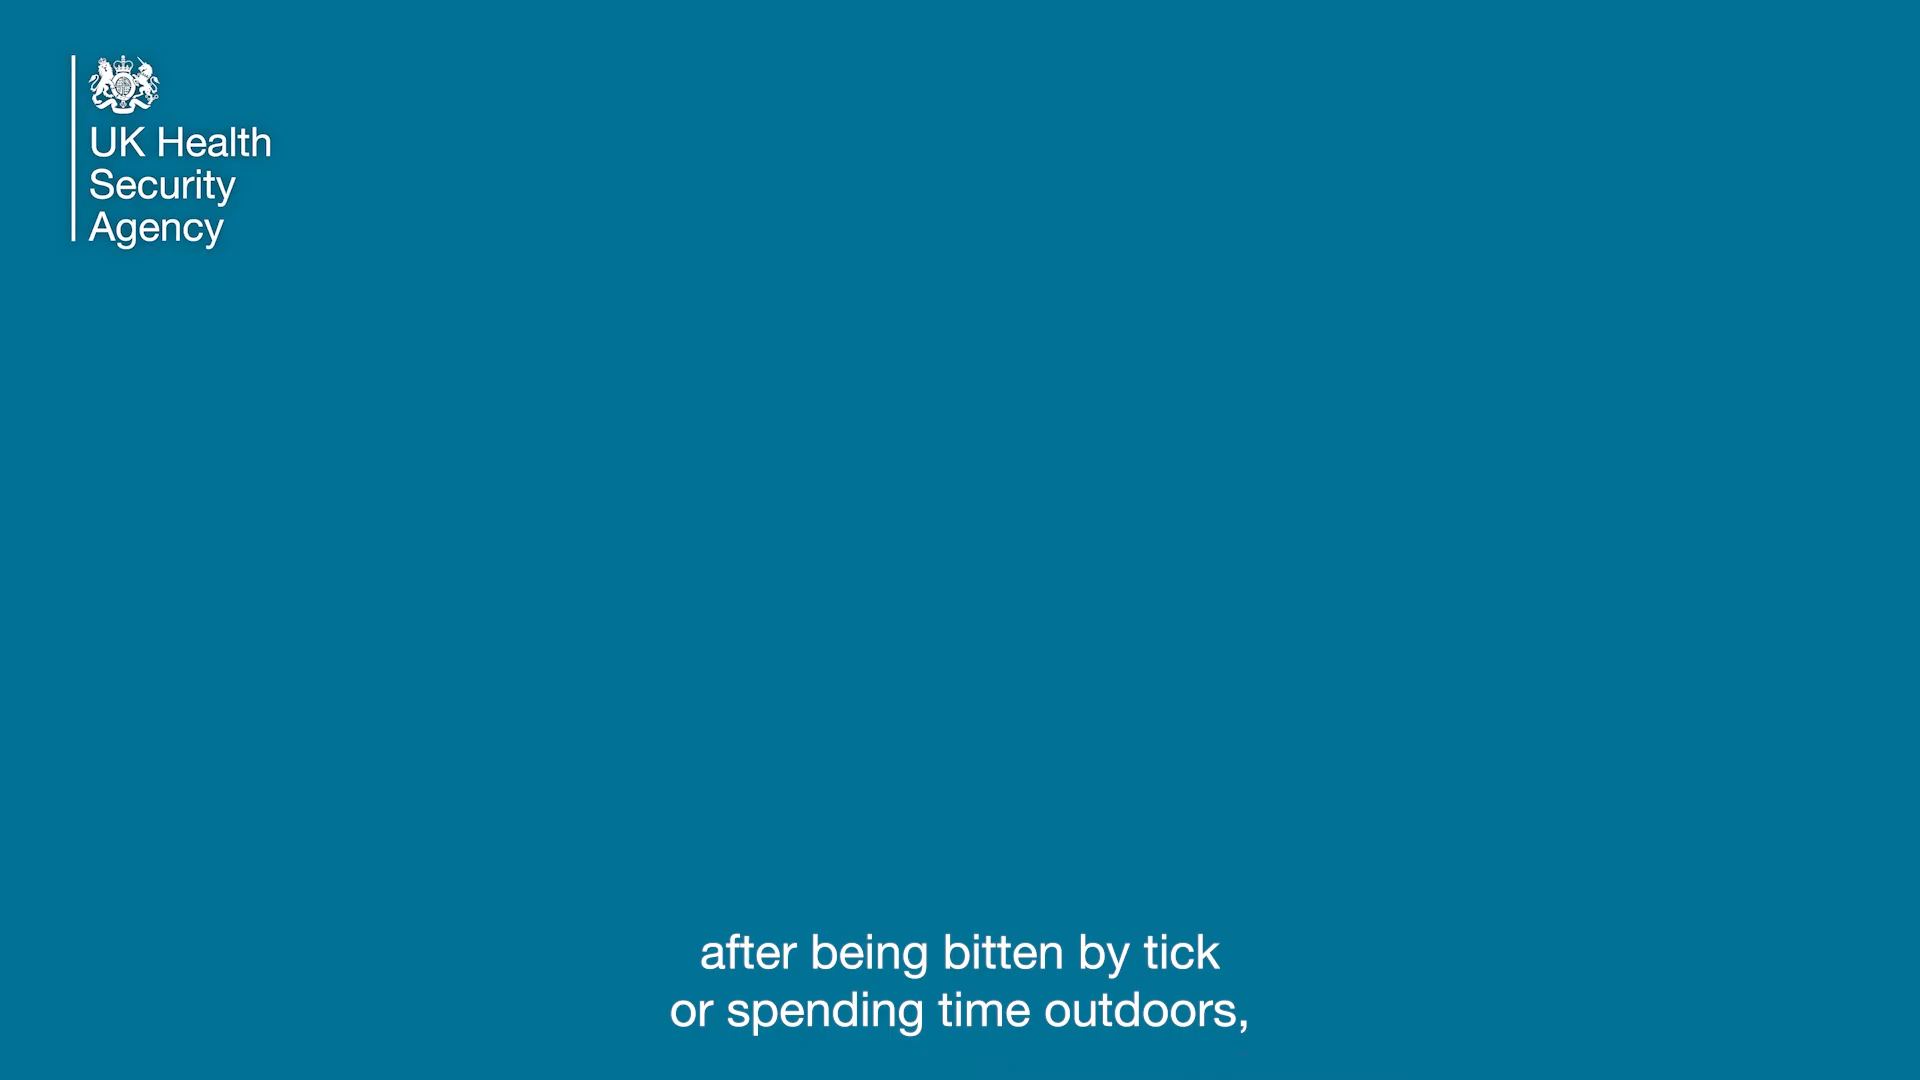 UK Health
Security
Agency
after being bitten by tick
or spending time outdoors,